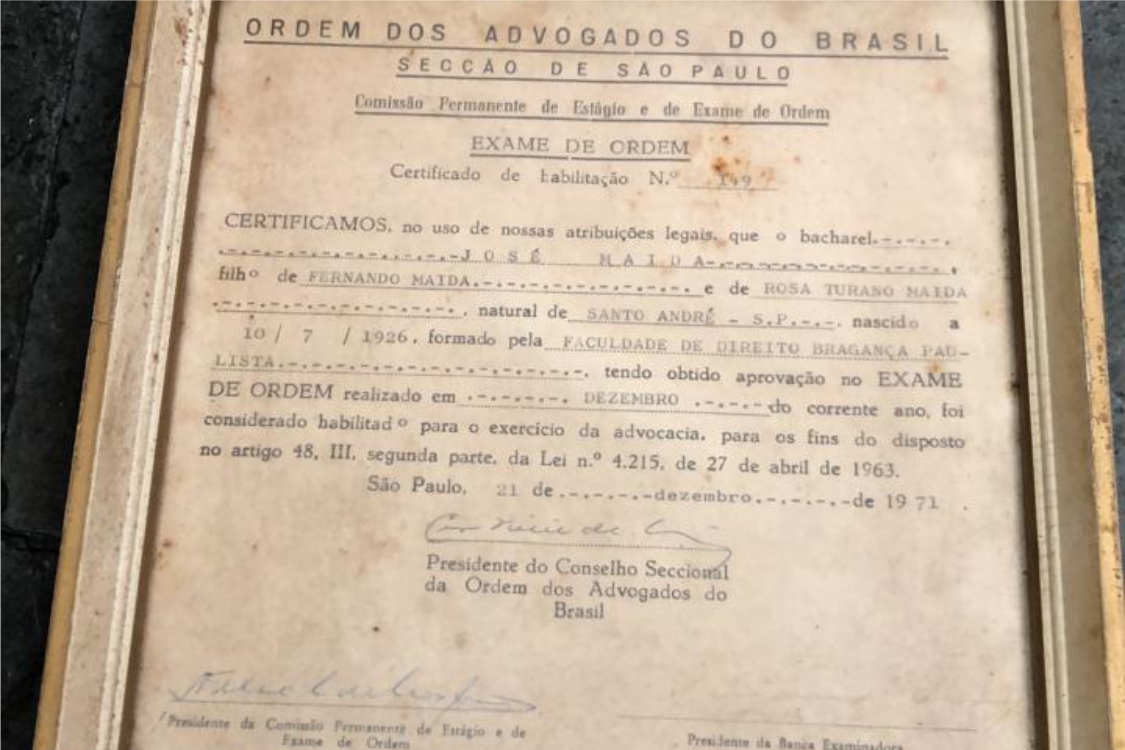 ORDEM DOS ADVOGADOS DO BRASIL
SECCÃO DE SÃO PAULO
Comissão Permanente de Estágio e de Exame de Ordem
EXAME DE ORDEM
Certificado de habilitação N.º 149
CERTIFICAMOS, no uso de nossas atribuições legais, que o bacharel.-.-.-.-.
.-.-.-.-.-.-.-.-.-.-.-.-.-JOSÉ MAIDA-.-.-.-.-.-.-.-.-.-.-.-.-.,
filho de FERNANDO MAIDA.-.-.-.-.-.-.-.-.-.-.-.-. e de ROSA TURANO MAIDA
.-.-.-.-.-.-.-.-.-.-.-.-., natural de SANTO ANDRÉ - S.P.-.-. nascido a
10 / 7 / 1926, formado pela FACULDADE DE DIREITO BRAGANÇA PAU-
LISTA.-.-.-.-.-.-.-.-.-.-.-.-.-.-.-.-., tendo obtido aprovação no EXAME
DE ORDEM realizado em .-.-.-.-.-. DEZEMBRO .-.-.-.-do corrente ano, foi
considerado habilitado para o exercício da advocacia, para os fins do disposto
no artigo 48, III, segunda parte, da Lei n.º 4.215, de 27 de abril de 1963.
São Paulo, 21 de .-.-.-.-.-dezembro.-.-.-.-.-de 19 71 .
Presidente do Conselho Seccional
da Ordem dos Advogados do
Brasil
Presidente da Comissão Permanente de Estágio e de
Exame de Ordem
Presidente da Banca Examinadora